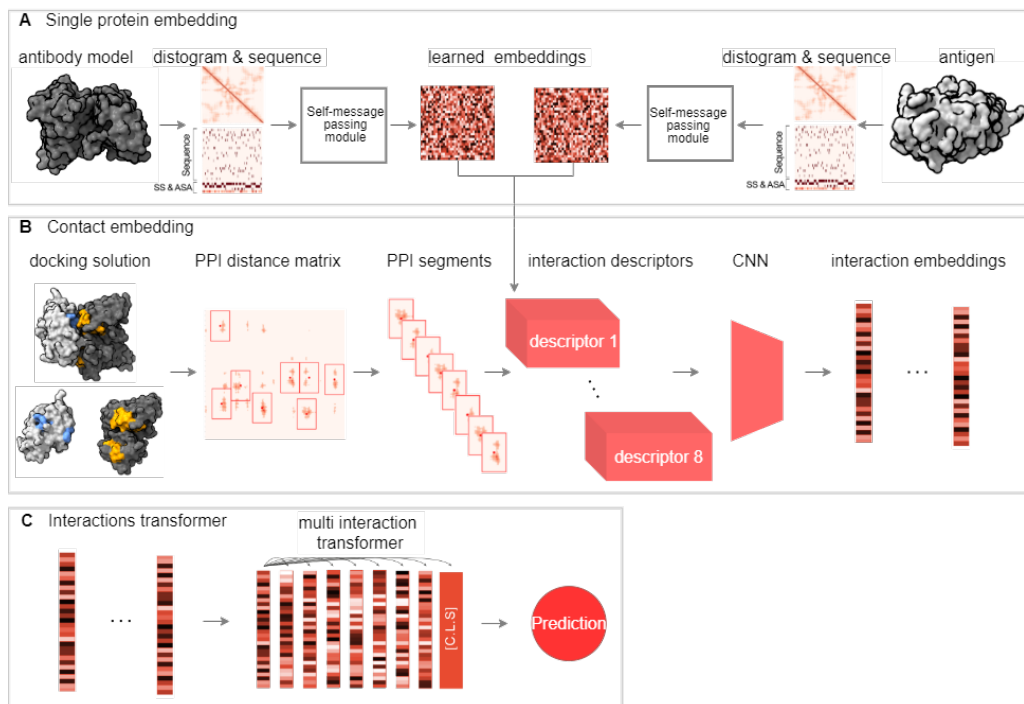 A Single protein embedding
antibody model
distogram & sequence
learned embeddings
distogram & sequence
antigen
Self-message
passing
module
Self-message
passing
module
Sequence
SS & ASA
Sequence
SS & ASA
B Contact embedding
docking solution
PPI distance matrix
PPI segments
interaction descriptors
CNN
interaction embeddings
descriptor 1
descriptor 8
C Interactions transformer
multi interaction
transformer
[C.L.S]
Prediction